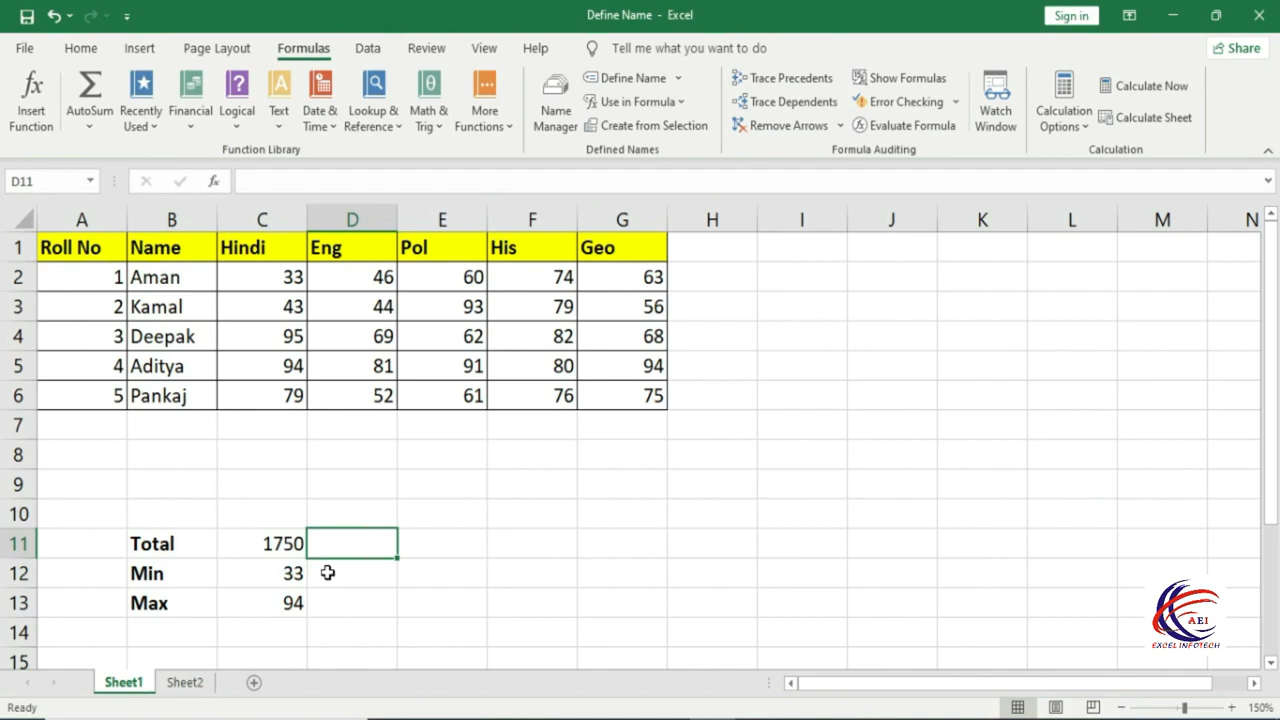 Define Name - Excel
Sign in
File Home Insert Page Layout Formulas Data Review View Help Tell me what you want to do Share
Insert Function
AutoSum
Recently Used
Financial
Logical
Text
Date & Time
Lookup & Reference
Math & Trig
More Functions
Function Library
Name Manager
Define Name
Use in Formula
Create from Selection
Defined Names
Trace Precedents
Trace Dependents
Remove Arrows
Show Formulas
Error Checking
Evaluate Formula
Formula Auditing
Watch Window
Calculation Options
Calculate Now
Calculate Sheet
Calculation
D11 fx
A B C D E F G H I J K L M N
1 Roll No Name Hindi Eng Pol His Geo
2 1 Aman 33 46 60 74 63
3 2 Kamal 43 44 93 79 56
4 3 Deepak 95 69 62 82 68
5 4 Aditya 94 81 91 80 94
6 5 Pankaj 79 52 61 76 75
7
8
9
10
11 Total 1750
12 Min 33
13 Max 94
14
15
AEI
EXCEL INFOTECH
Sheet1 Sheet2
Ready 150%